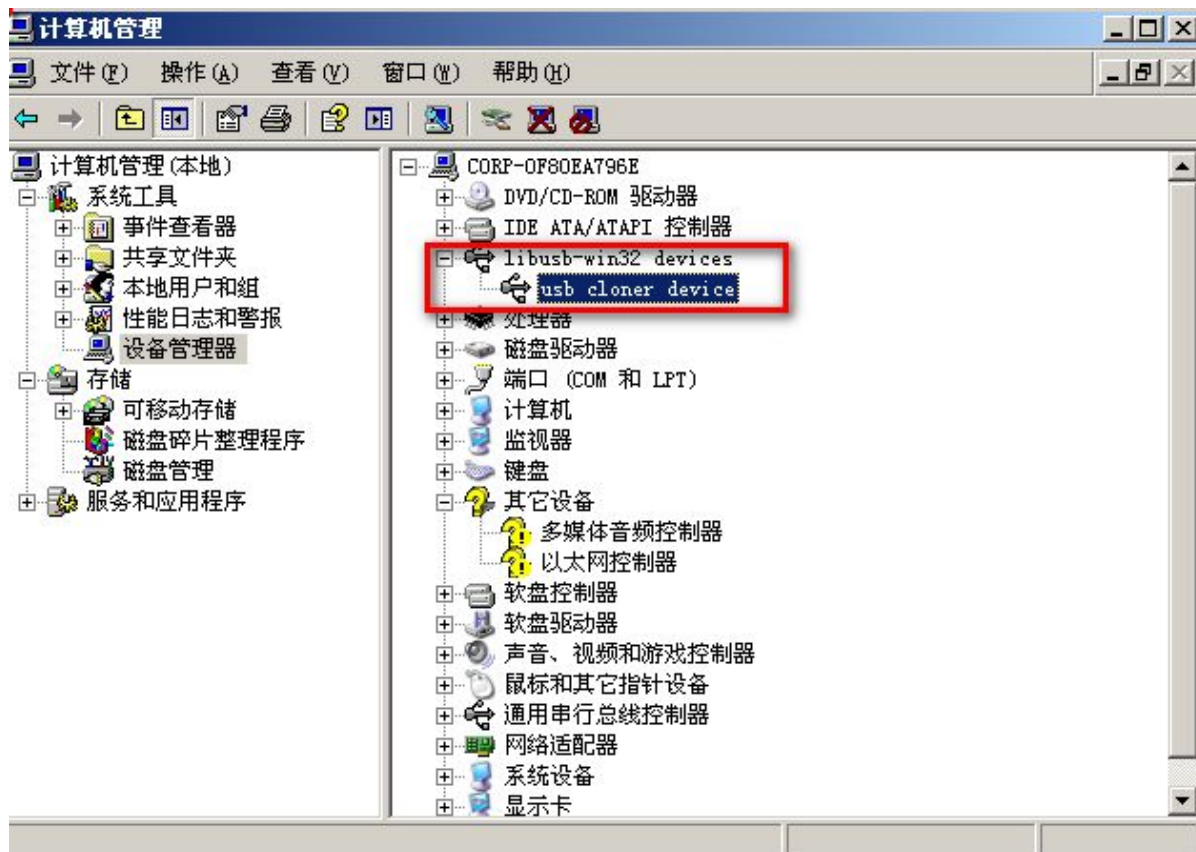 计算机管理
文件(F) 操作(A) 查看(V) 窗口(W) 帮助(H)
计算机管理(本地)
系统工具
事件查看器
共享文件夹
本地用户和组
性能日志和警报
设备管理器
存储
可移动存储
磁盘碎片整理程序
磁盘管理
服务和应用程序
CORP-0F80EA796E
DVD/CD-ROM 驱动器
IDE ATA/ATAPI 控制器
libusb-win32 devices
usb cloner device
处理器
磁盘驱动器
端口 (COM 和 LPT)
计算机
监视器
键盘
其它设备
多媒体音频控制器
以太网控制器
软盘控制器
软盘驱动器
声音、视频和游戏控制器
鼠标和其它指针设备
通用串行总线控制器
网络适配器
系统设备
显示卡